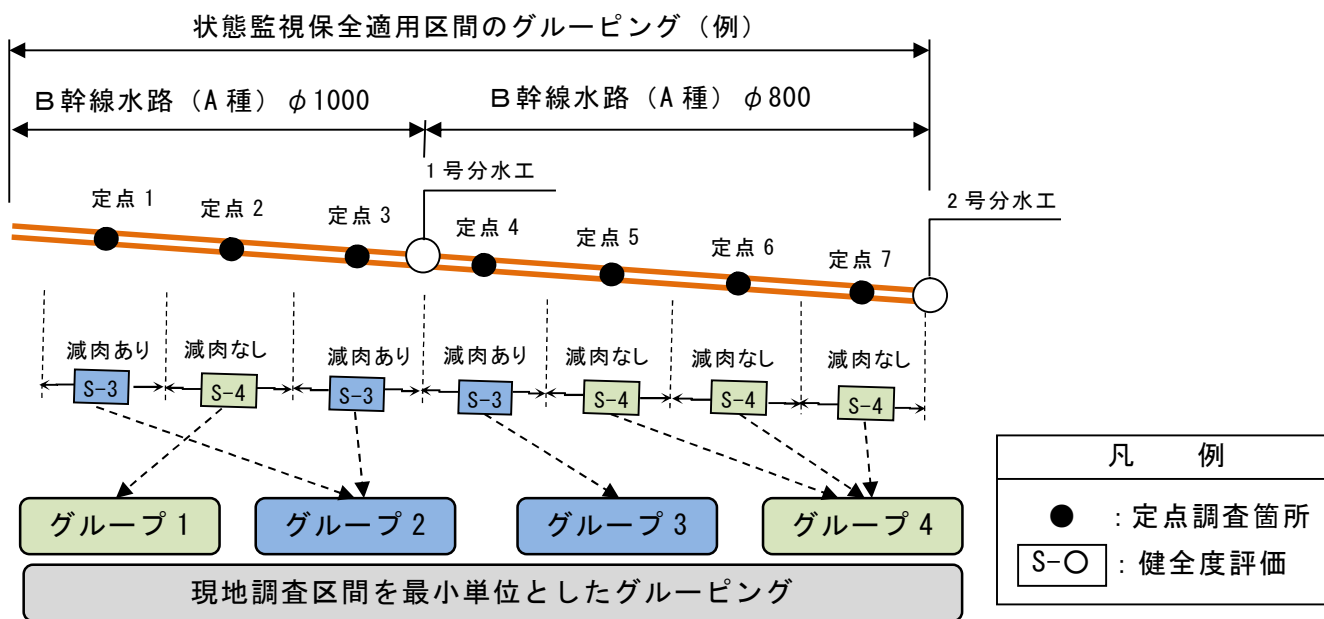 状態監視保全適用区間のグルーピング（例）
B幹線水路（A種）φ1000
B幹線水路（A種）φ800
1号分水工
2号分水工
定点1
定点2
定点3
定点4
定点5
定点6
定点7
減肉あり
減肉なし
減肉あり
減肉あり
減肉なし
減肉なし
減肉なし
S-3
S-4
S-3
S-3
S-4
S-4
S-4
グループ1
グループ2
グループ3
グループ4
現地調査区間を最小単位としたグルーピング
凡　例
●：定点調査箇所
S-○：健全度評価